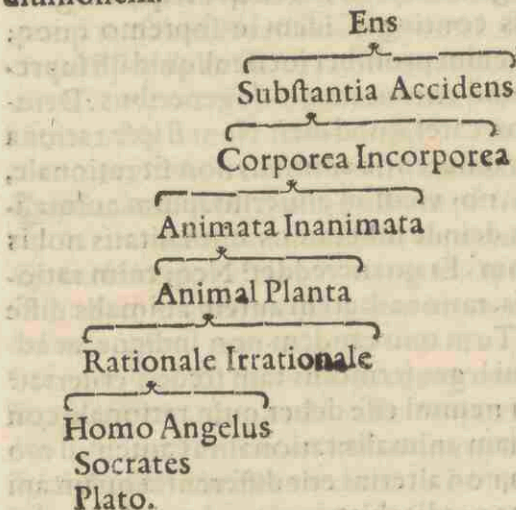 Ens
Subſtantia Accidens
Corporea Incorporea
Animata Inanimata
Animal Planta
Rationale Irrationale
Homo Angelus
Socrates
Plato.